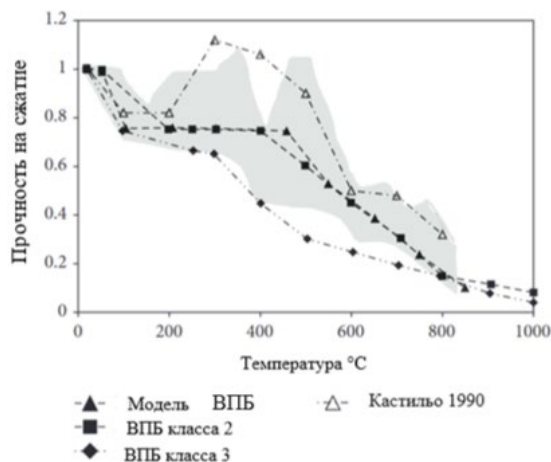 Прочность на сжатие
1.2
1
0.8
0.6
0.4
0.2
0
0 200 400 600 800 1000
Температура °C
Модель ВПБ
Кастильо 1990
ВПБ класса 2
ВПБ класса 3